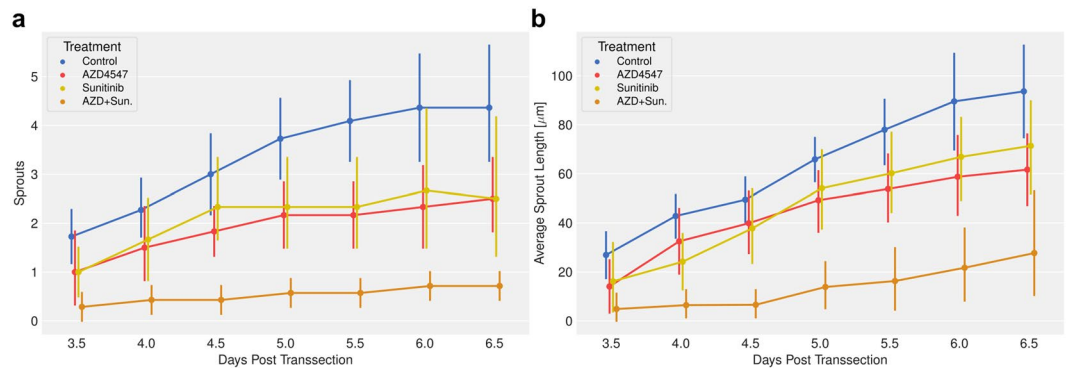 a
Treatment
Control
AZD4547
Sunitinib
AZD+Sun.
Sprouts
5
4
3
2
1
0
3.5 4.0 4.5 5.0 5.5 6.0 6.5
Days Post Transsection
b
Treatment
Control
AZD4547
Sunitinib
AZD+Sun.
Average Sprout Length [μm]
100
80
60
40
20
0
3.5 4.0 4.5 5.0 5.5 6.0 6.5
Days Post Transsection